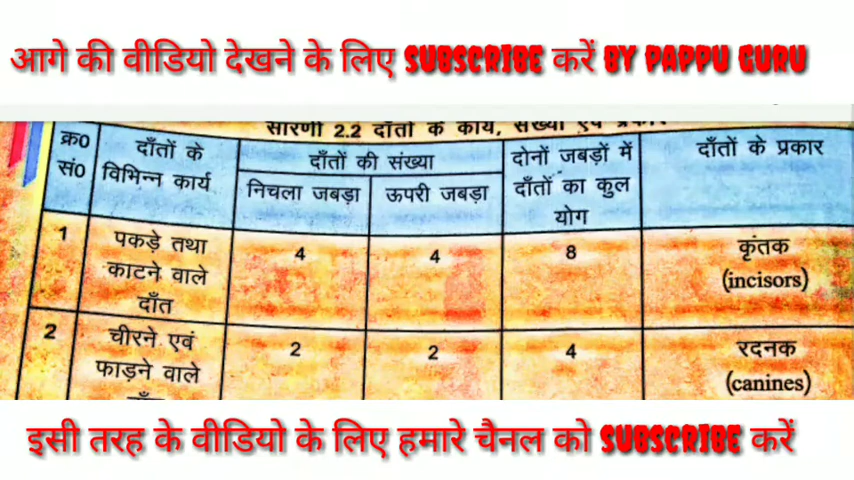 आगे की वीडियो देखने के लिए SUBSCRIBE करें BY PAPPU GURU
सारणी 2.2 दाँतों के कार्य, संख्या एवं प्रकार
क्र0 सं0
दाँतों के विभिन्न कार्य
दाँतों की संख्या
निचला जबड़ा
ऊपरी जबड़ा
दोनों जबड़ों में दाँतों का कुल योग
दाँतों के प्रकार
1
पकड़े तथा काटने वाले दाँत
4
4
8
कृंतक (incisors)
2
चीरने एवं फाड़ने वाले
2
2
4
रदनक (canines)
इसी तरह के वीडियो के लिए हमारे चैनल को SUBSCRIBE करें